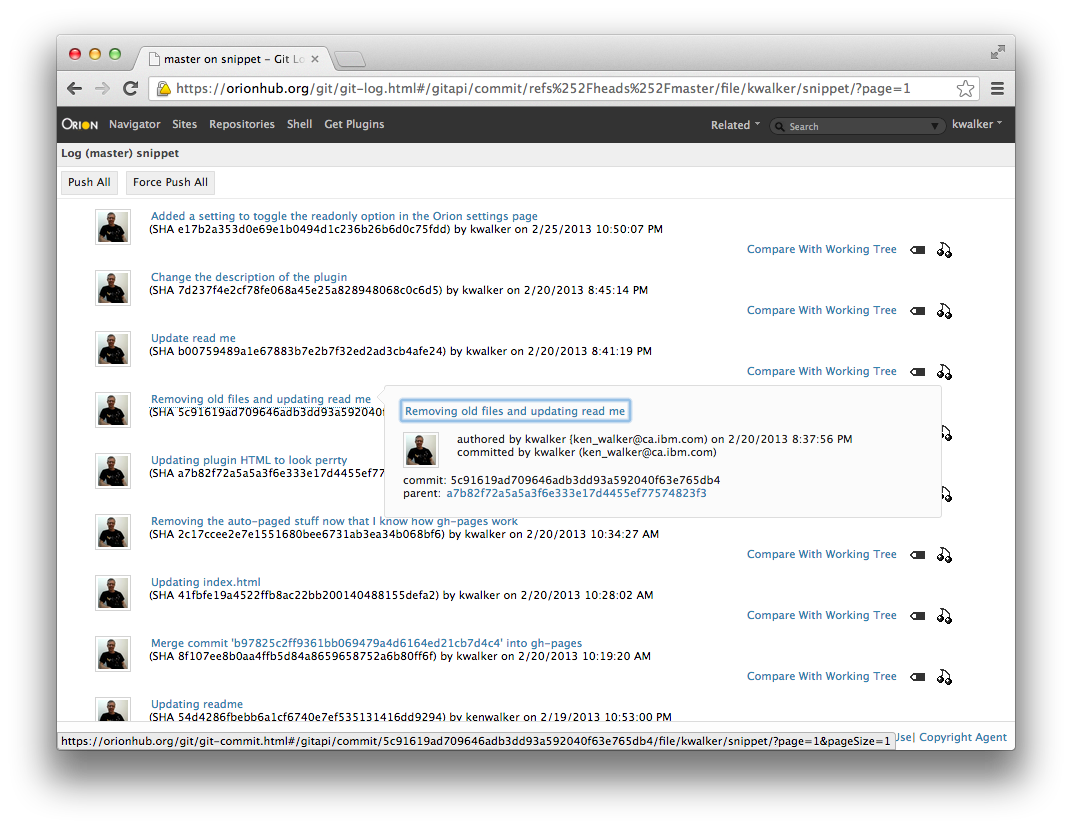 master on snippet – Git Lo
https://orionhub.org/git/git-log.html#/gitapi/commit/refs%252Fheads%252Fmaster/file/kwalker/snippet/?page=1
ORION Navigator Sites Repositories Shell Get Plugins Related Search kwalker
Log (master) snippet
Push All Force Push All
Added a setting to toggle the readonly option in the Orion settings page
(SHA e17b2a353d0e69e1b0494d1c236b26b6d0c75fdd) by kwalker on 2/25/2013 10:50:07 PM
Compare With Working Tree
Change the description of the plugin
(SHA 7d237f4e2cf78fe068a45e25a828948068c0c6d5) by kwalker on 2/20/2013 8:45:14 PM
Compare With Working Tree
Update read me
(SHA b00759489a1e67883b7e2b7f32ed2ad3cb4afe24) by kwalker on 2/20/2013 8:41:19 PM
Compare With Working Tree
Removing old files and updating read me
(SHA 5c91619ad709646adb3dd93a592040f
Removing old files and updating read me
authored by kwalker {ken_walker@ca.ibm.com) on 2/20/2013 8:37:56 PM
committed by kwalker (ken_walker@ca.ibm.com)
commit: 5c91619ad709646adb3dd93a592040f63e765db4
parent: a7b82f72a5a5a3f6e333e17d4455ef77574823f3
Updating plugin HTML to look perrty
(SHA a7b82f72a5a5a3f6e333e17d4455ef77
Removing the auto-paged stuff now that I know how gh-pages work
(SHA 2c17ccee2e7e1551680bee6731ab3ea34b068bf6) by kwalker on 2/20/2013 10:34:27 AM
Compare With Working Tree
Updating index.html
(SHA 41fbfe19a4522ffb8ac22bb200140488155defa2) by kwalker on 2/20/2013 10:28:02 AM
Compare With Working Tree
Merge commit 'b97825c2ff9361bb069479a4d6164ed21cb7d4c4' into gh-pages
(SHA 8f107ee8b0aa4ffb5d84a8659658752a6b80ff6f) by kwalker on 2/20/2013 10:19:20 AM
Compare With Working Tree
Updating readme
(SHA 54d4286fbebb6a1cf6740e7ef535131416dd9294) by kenwalker on 2/19/2013 10:53:00 PM
https://orionhub.org/git/git-commit.html#/gitapi/commit/5c91619ad709646adb3dd93a592040f63e765db4/file/kwalker/snippet/?page=1&pageSize=1 Use| Copyright Agent